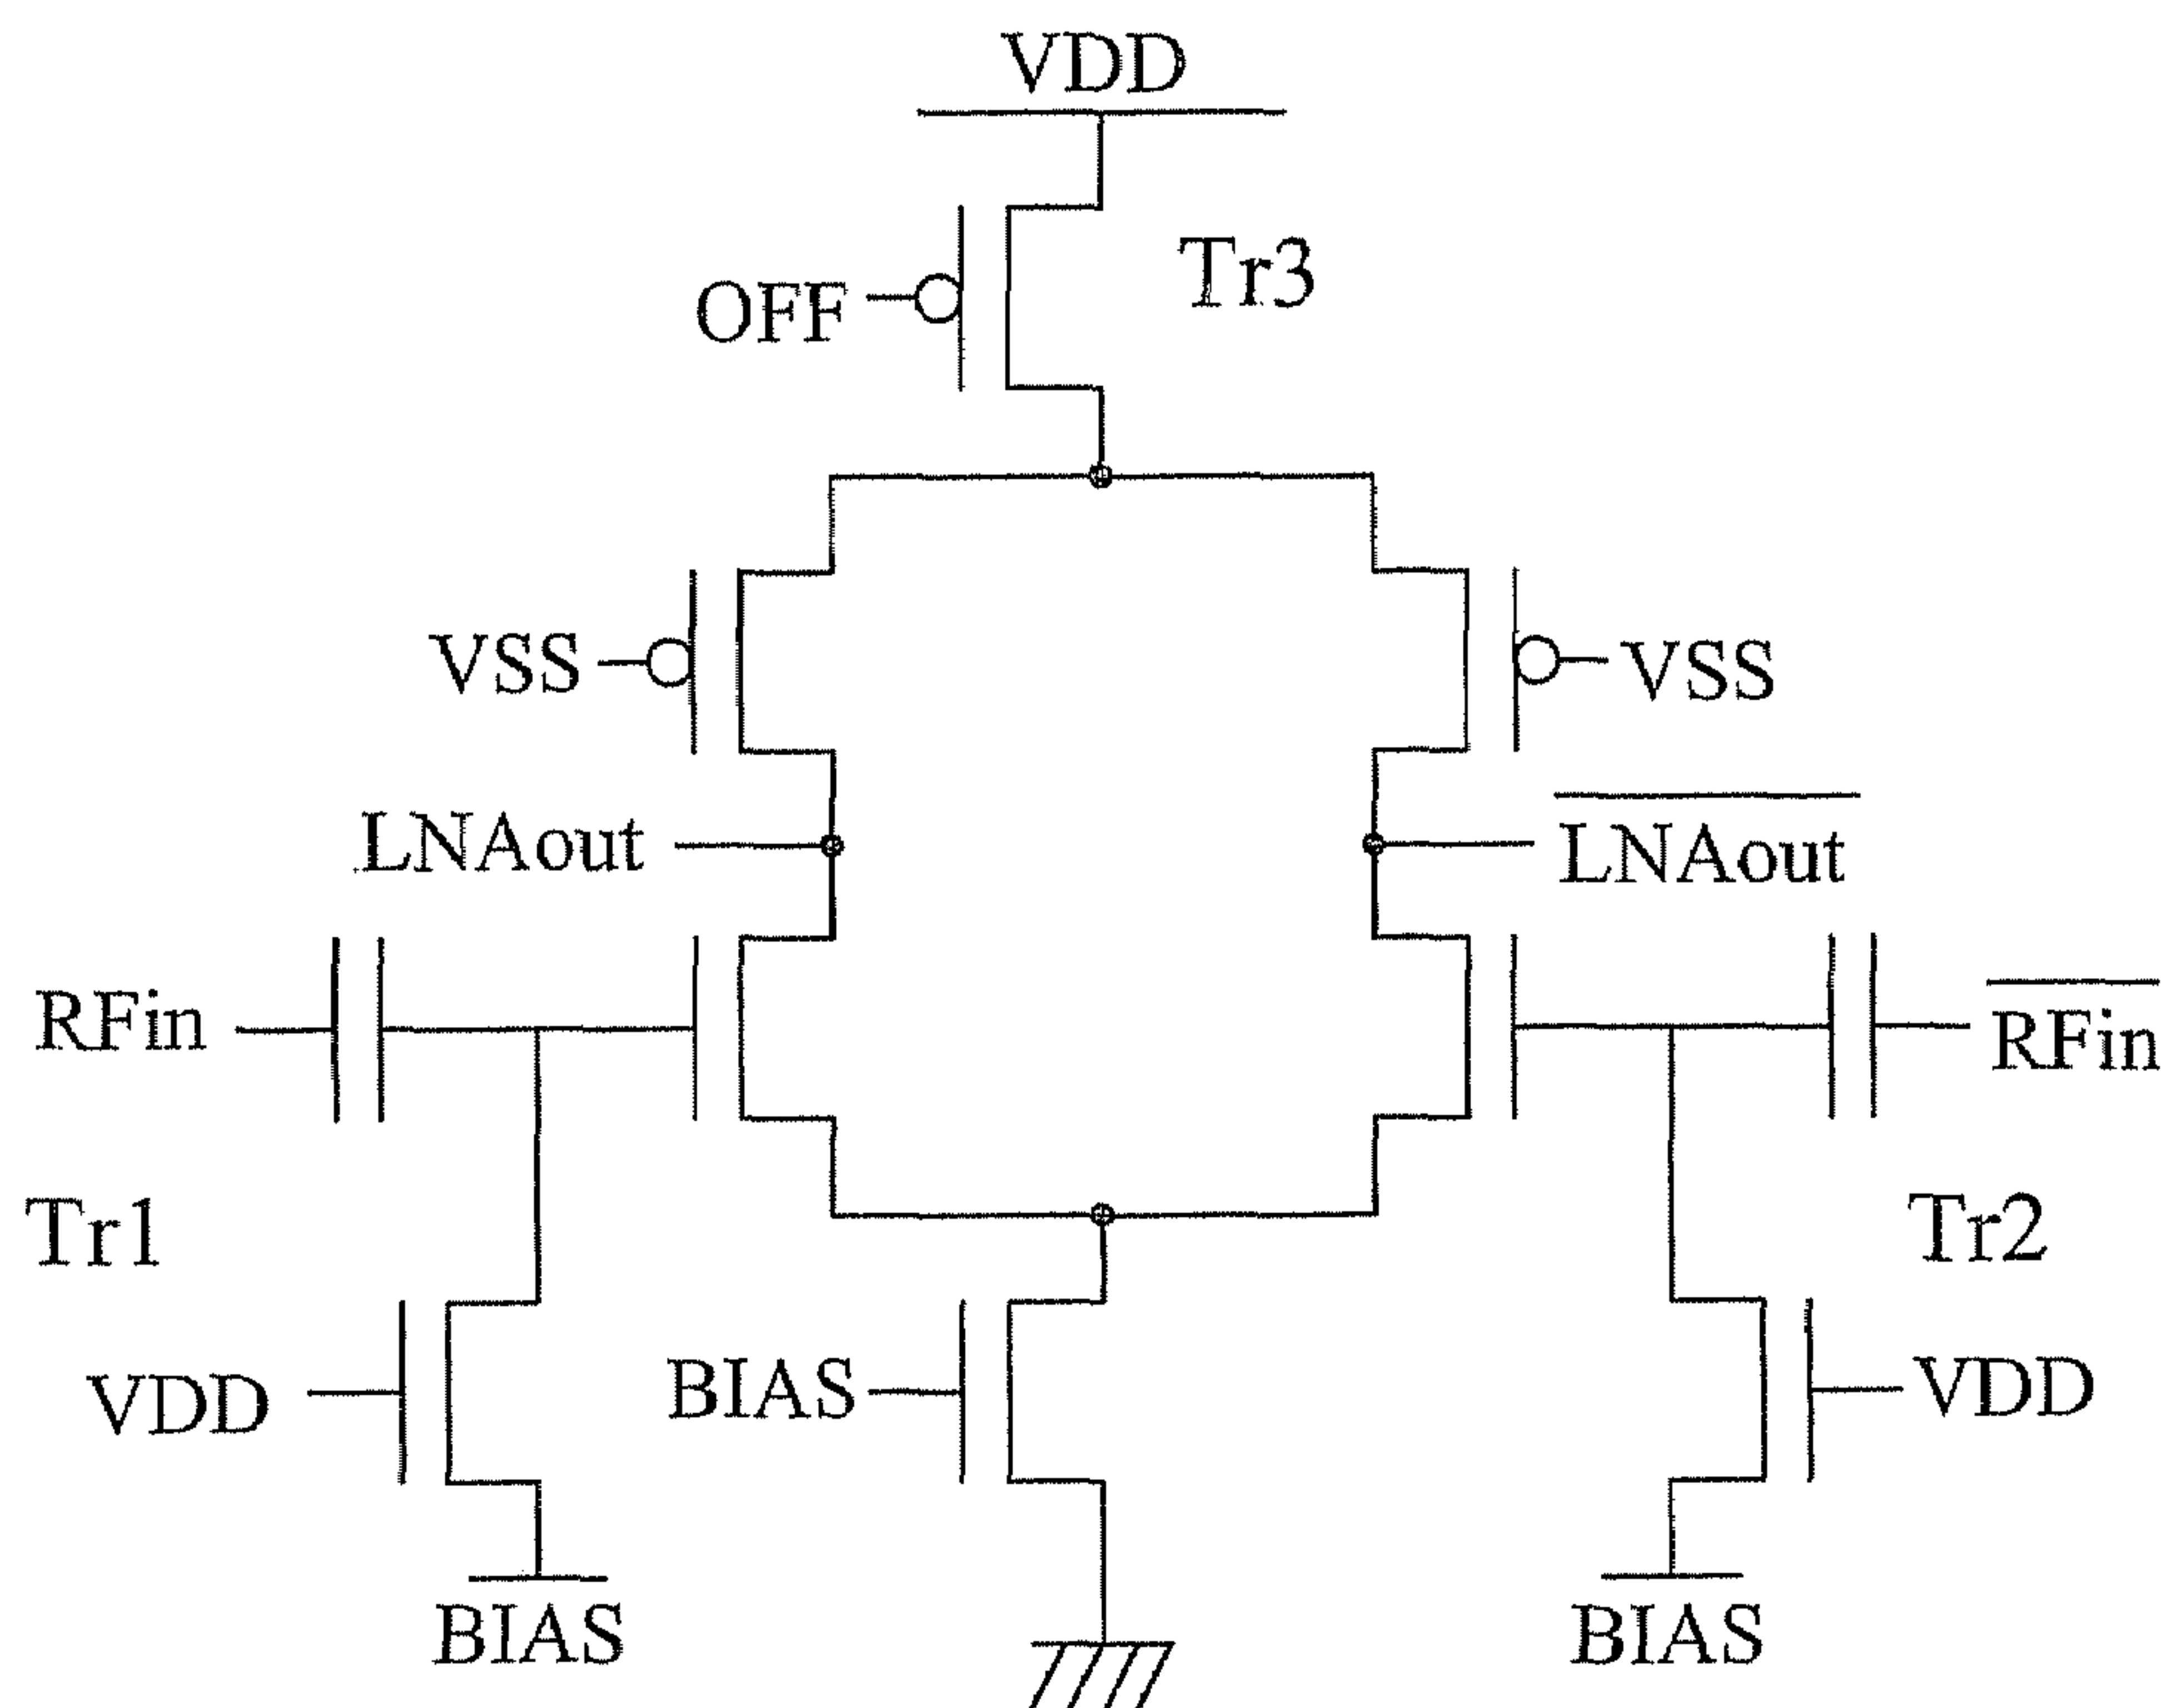 VDD
Tr3
OFF
VSS
VSS
LNAout
LNAout
RFin
RFin
Tr1
Tr2
VDD
BIAS
VDD
BIAS
BIAS